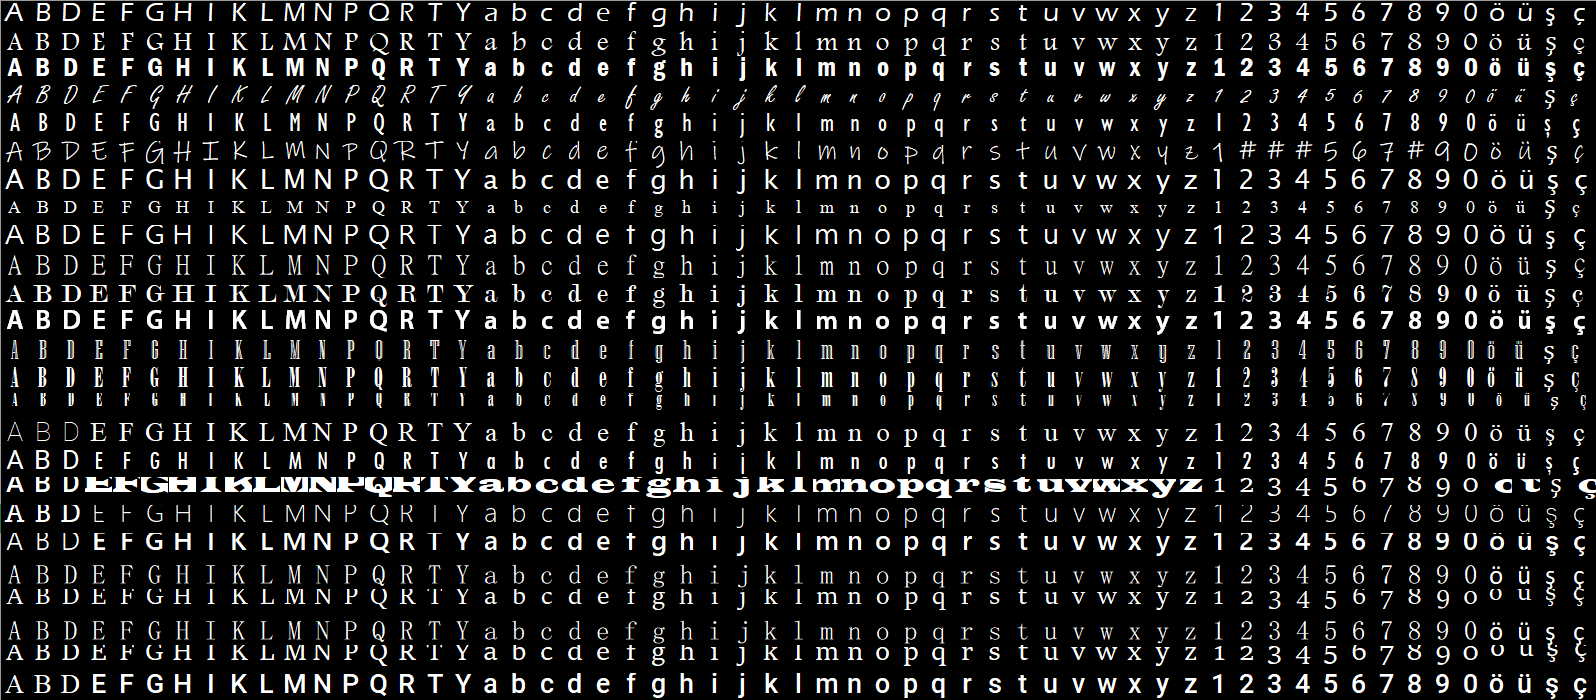 A B D E F G H I K L M N P Q R T Y a b c d e f g h i j k l m n o p q r s t u v w x y z 1 2 3 4 5 6 7 8 9 0 ö ü ş ç
A B D E F G H I K L M N P Q R T Y a b c d e f g h i j k l m n o p q r s t u v w x y z 1 2 3 4 5 6 7 8 9 0 ö ü ş ç
A B D E F G H I K L M N P Q R T Y a b c d e f g h i j k l m n o p q r s t u v w x y z 1 2 3 4 5 6 7 8 9 0 ö ü ş ç
A B D E F G H I K L M N P Q R T Y a b c d e f g h i j k l m n o p q r s t u v w x y z 1 2 3 4 5 6 7 8 9 0 ö ü Ş ç
A B D E F G H I K L M N P Q R T Y a b c d e f g h i j k l m n o p q r s t u v w x y z 1 2 3 4 5 6 7 8 9 0 ö ü ş ç
A B D E F G H I K L M N P Q R T Y a b c d e f g h i j k l m n o p q r s t u v w x y z 1 # # # 5 6 7 # 9 0 ö ü ş ç
A B D E F G H I K L M N P Q R T Y a b c d e f g h i j k l m n o p q r s t u v w x y z 1 2 3 4 5 6 7 8 9 0 ö ü ş ç
A B D E F G H I K L M N P Q R T Y a b c d e f g h i j k l m n o p q r s t u v w x y z 1 2 3 4 5 6 7 8 9 0 ö ü Ş ç
A B D E F G H I K L M N P Q R T Y a b c d e f g h i j k l m n o p q r s t u v w x y z 1 2 3 4 5 6 7 8 9 0 ö ü ş ç
A B D E F G H I K L M N P Q R T Y a b c d e f g h i j k l m n o p q r s t u v w x y z 1 2 3 4 5 6 7 8 9 0 ö ü Ş ç
A B D E F G H I K L M N P Q R T Y a b c d e f g h i j k l m n o p q r s t u v w x y z 1 2 3 4 5 6 7 8 9 0 ö ü ş ç
A B D E F G H I K L M N P Q R T Y a b c d e f g h i j k l m n o p q r s t u v w x y z 1 2 3 4 5 6 7 8 9 0 ö ü ş ç
A B D E F G H I K L M N P Q R T Y a b c d e f g h i j k l m n o p q r s t u v w x y z 1 2 3 4 5 6 7 8 9 0 ö ü Ş ç
A B D E F G H I K L M N P Q R T Y a b c d e f g h i j k l m n o p q r s t u v w x y z 1 2 3 4 5 6 7 8 9 0 ö ü Ş ç
A B D E F G H I K L M N P Q R T Y a b c d e f g h i j k l m n o p q r s t u v w x y z 1 2 3 4 5 6 7 8 9 0 ö ü ş ç
A B D E F G H I K L M N P Q R T Y a b c d e f g h i j k l m n o p q r s t u v w x y z 1 2 3 4 5 6 7 8 9 0 ö ü ş ç
A B D E F G H I K L M N P Q R T Y a b c d e f g h i j k l m n o p q r s t u v w x y z 1 2 3 4 5 6 7 8 9 0 ö ü ş ç
A B D E F G H I K L M N P Q R T Y a b c d e f g h i j k l m n o p q r s t u v w x y z 1 2 3 4 5 6 7 8 9 0 ş ç
A B D E F G H I K L M N P Q R T Y a b c d e f g h i j k l m n o p q r s t u v w x y z 1 2 3 4 5 6 7 8 9 0 ö ü ş ç
A B D E F G H I K L M N P Q R T Y a b c d e f g h i j k l m n o p q r s t u v w x y z 1 2 3 4 5 6 7 8 9 0 ö ü ş ç
A B D E F G H I K L M N P Q R T Y a b c d e f g h i j k l m n o p q r s t u v w x y z 1 2 3 4 5 6 7 8 9 0 ö ü ş ç
A B D E F G H I K L M N P Q R T Y a b c d e f g h i j k l m n o p q r s t u v w x y z 1 2 3 4 5 6 7 8 9 0 ş ç
A B D E F G H I K L M N P Q R T Y a b c d e f g h i j k l m n o p q r s t u v w x y z 1 2 3 4 5 6 7 8 9 0 ö ü ş ç
A B D E F G H I K L M N P Q R T Y a b c d e f g h i j k l m n o p q r s t u v w x y z 1 2 3 4 5 6 7 8 9 0 ş ç
A B D E F G H I K L M N P Q R T Y a b c d e f g h i j k l m n o p q r s t u v w x y z 1 2 3 4 5 6 7 8 9 0 ö ü ş ç